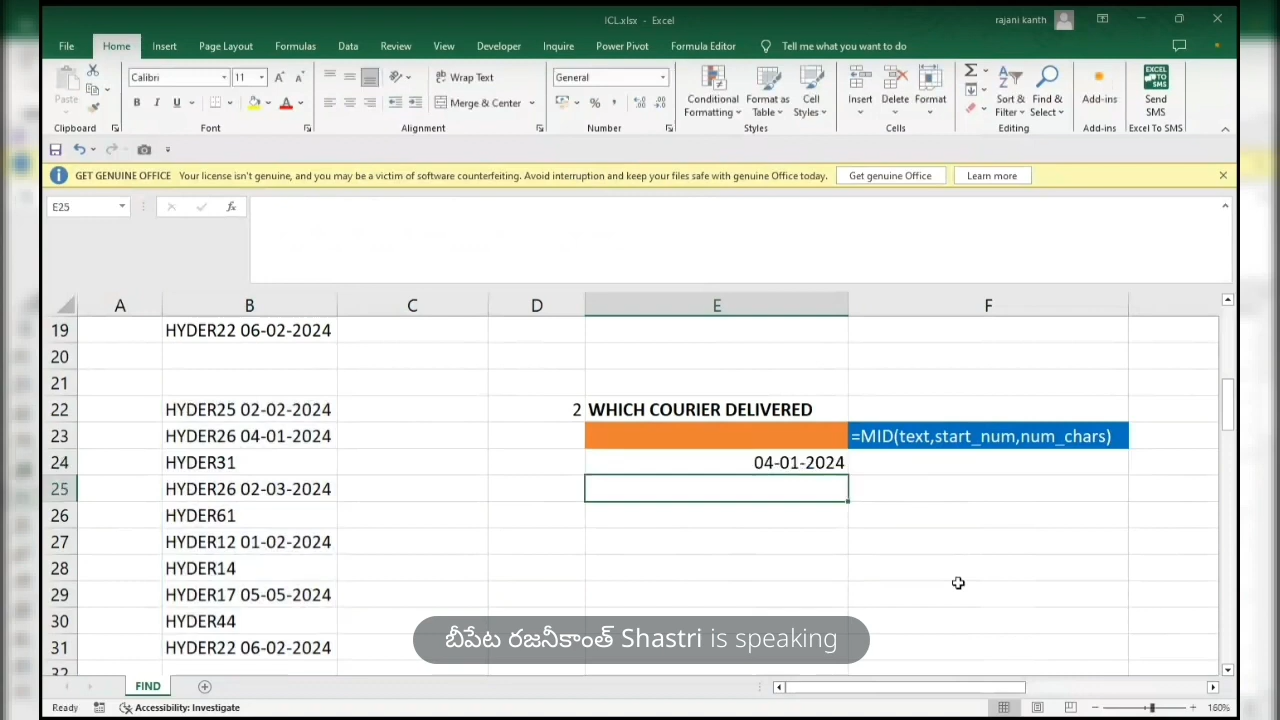 ICL.xlsx - Excel
rajani kanth
File Home Insert Page Layout Formulas Data Review View Developer Inquire Power Pivot Formula Editor Tell me what you want to do
Paste
Clipboard
Calibri 11
B I U
Font
Wrap Text
Merge & Center
Alignment
General
Number
Conditional Formatting
Format as Table
Cell Styles
Styles
Insert Delete Format
Cells
Sort & Filter
Find & Select
Editing
Add-ins
Add-ins
EXCEL TO SMS
Send SMS
Excel To SMS
GET GENUINE OFFICE Your license isn't genuine, and you may be a victim of software counterfeiting. Avoid interruption and keep your files safe with genuine Office today. Get genuine Office Learn more
E25 fx
A B C D E F
19 HYDER22 06-02-2024
20
21
22 HYDER25 02-02-2024 2 WHICH COURIER DELIVERED
23 HYDER26 04-01-2024 =MID(text,start_num,num_chars)
24 HYDER31 04-01-2024
25 HYDER26 02-03-2024
26 HYDER61
27 HYDER12 01-02-2024
28 HYDER14
29 HYDER17 05-05-2024
30 HYDER44
31 HYDER22 06-02-2024
32
బీపేట రజనీకాంత్ Shastri is speaking
FIND
Ready Accessibility: Investigate 160%